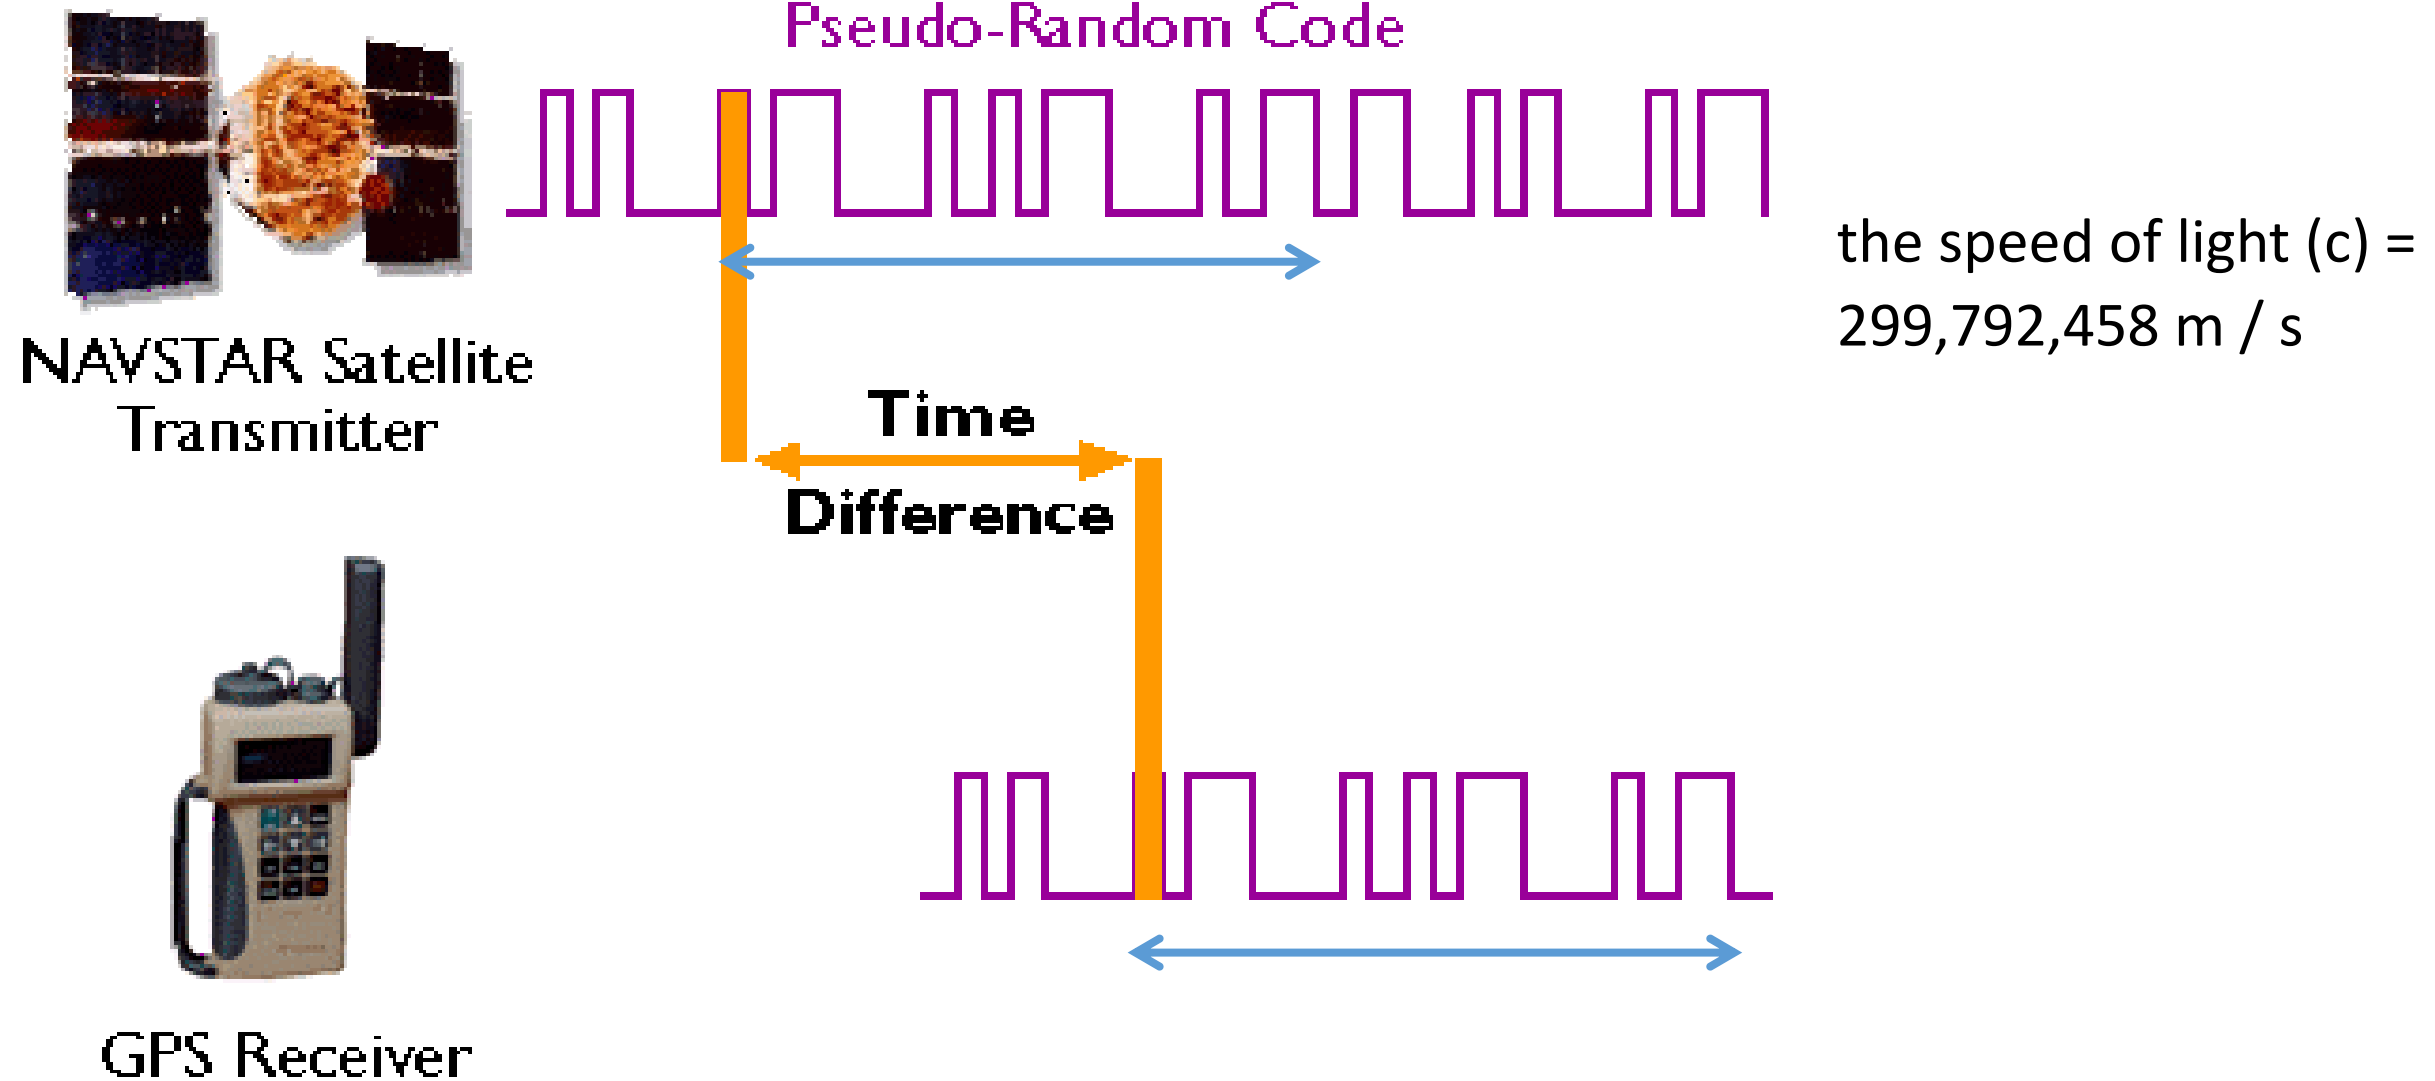 Pseudo-Random Code
the speed of light (c) =
299,792,458 m / s
NAVSTAR Satellite
Transmitter
Time
Difference
GPS Receiver